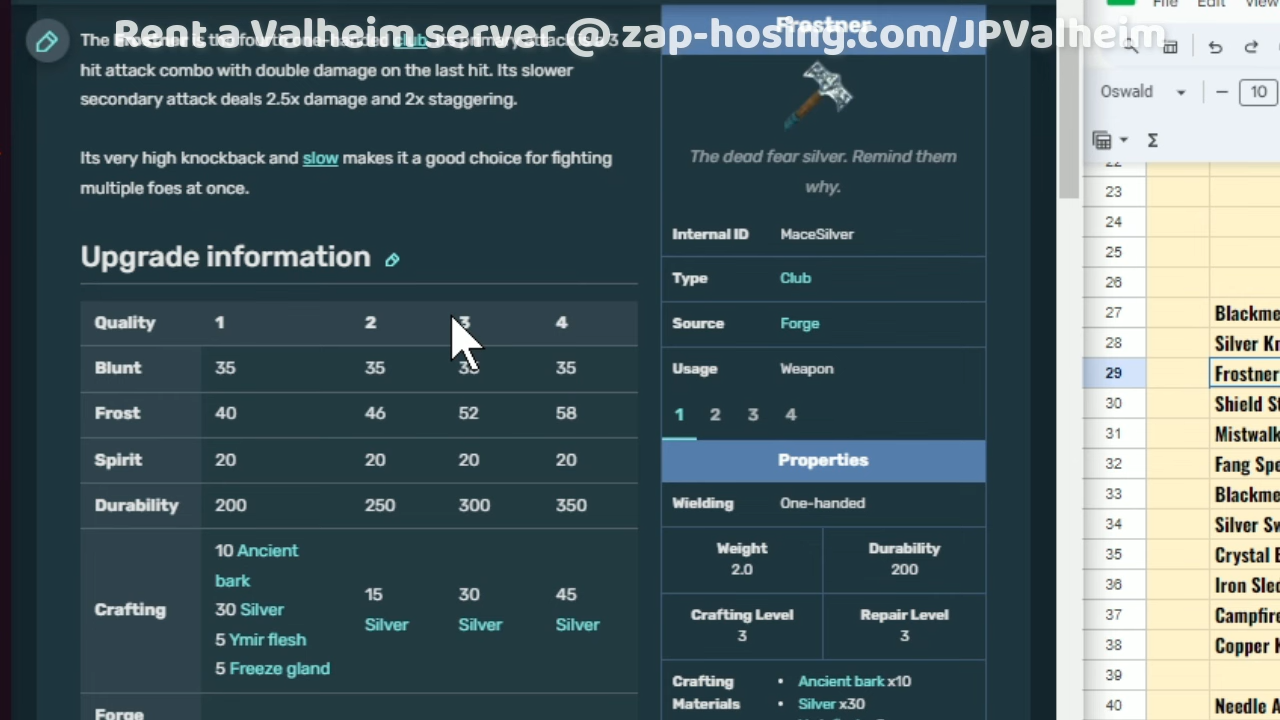 Rent a Valheim server @ zap-hosing.com/JPValheim
hit attack combo with double damage on the last hit. Its slower
secondary attack deals 2.5x damage and 2x staggering.
Its very high knockback and slow makes it a good choice for fighting
multiple foes at once.
Upgrade information
Quality 1 2 3 4
Blunt 35 35 35 35
Frost 40 46 52 58
Spirit 20 20 20 20
Durability 200 250 300 350
Crafting
10 Ancient
bark
30 Silver
5 Ymir flesh
5 Freeze gland
15
Silver
30
Silver
45
Silver
Forge
Frostner
The dead fear silver. Remind them
why.
Internal ID MaceSilver
Type Club
Source Forge
Usage Weapon
1 2 3 4
Properties
Wielding One-handed
Weight
2.0
Durability
200
Crafting Level
3
Repair Level
3
Crafting
Materials
• Ancient bark x10
• Silver x30
File Edit View
Oswald
10
23
24
25
26
27 Blackme
28 Silver Kn
29 Frostner
30 Shield St
31 Mistwalk
32 Fang Spe
33 Blackme
34 Silver Sw
35 Crystal B
36 Iron Sled
37 Campfire
38 Copper K
39
40 Needle A